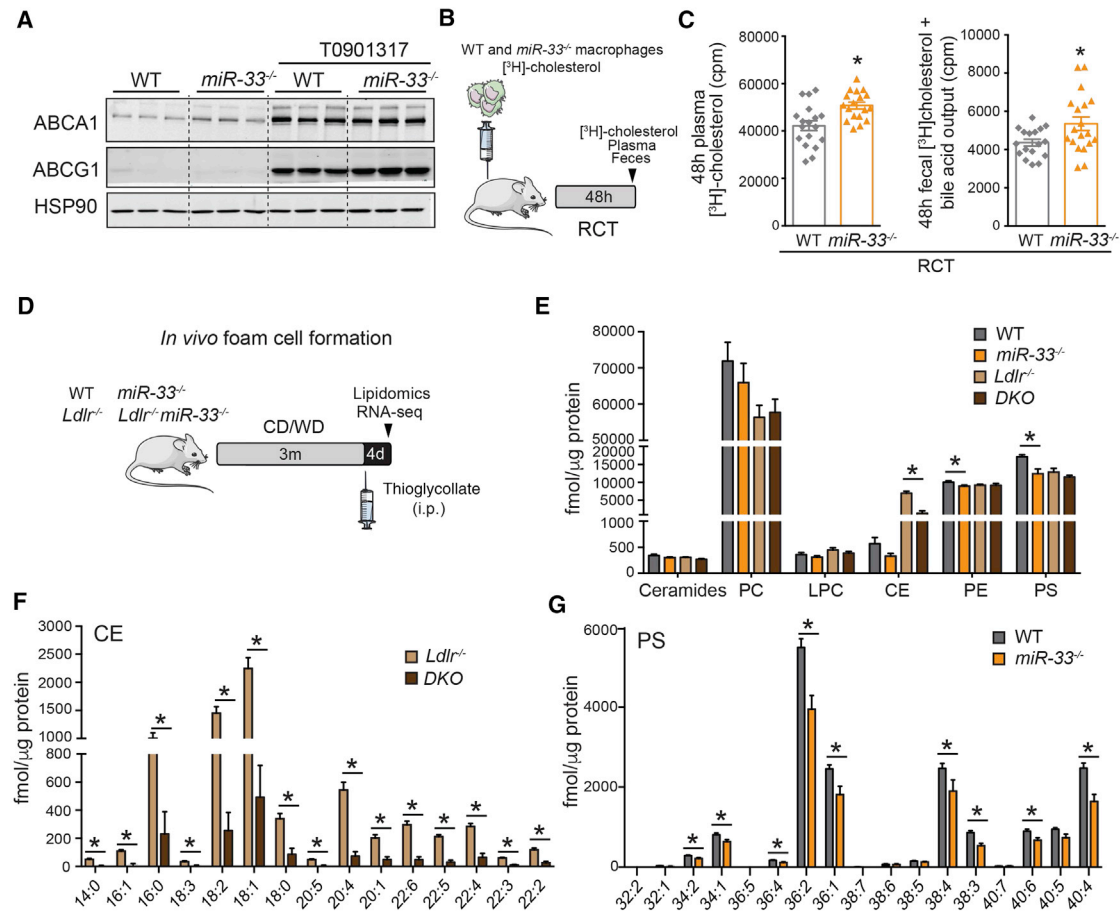 A
T0901317
WT
miR-33-/-
WT
miR-33-/-
ABCA1
ABCG1
HSP90
B
WT and miR-33-/- macrophages
[3H]-cholesterol
[3H]-cholesterol
Plasma
Feces
48h
RCT
C
48h plasma
[3H]-cholesterol (cpm)
80000
60000
40000
20000
0
*
WT
miR-33-/-
48h fecal [3H]cholesterol +
bile acid output (cpm)
10000
8000
6000
4000
2000
0
*
WT
miR-33-/-
RCT
D
In vivo foam cell formation
WT miR-33-/-
Ldlr-/- Ldlr-/-miR-33-/-
Lipidomics
RNA-seq
CD/WD
3m
4d
Thioglycollate
(i.p.)
E
fmol/µg protein
80000
70000
60000
50000
20000
15000
10000
5000
1000
500
0
WT
miR-33-/-
Ldlr-/-
DKO
* * *
Ceramides PC LPC CE PE PS
F
CE
fmol/µg protein
3000
2500
2000
1500
1000
800
600
400
200
0
Ldlr-/-
DKO
* * * * * * * * * * * * * * *
14:0 16:1 16:0 18:3 18:2 18:1 18:0 20:5 20:4 20:1 22:6 22:5 22:4 22:3 22:2
G
PS
fmol/µg protein
6000
4000
2000
0
WT
miR-33-/-
* * * * * * * * *
32:2 32:1 34:2 34:1 36:5 36:4 36:2 36:1 38:7 38:6 38:5 38:4 38:3 40:7 40:6 40:5 40:4